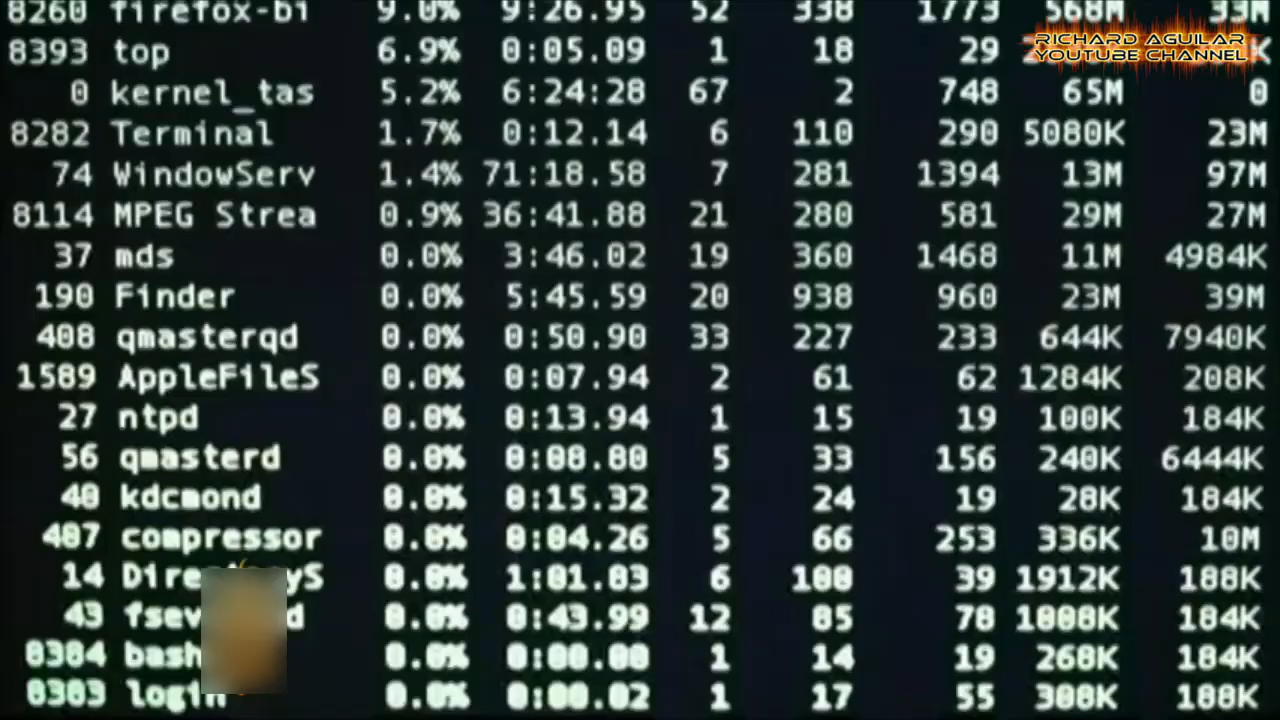 8260 firefox-bi 9.0% 9:26.95 52 338 1773 568M 33M
RICHARD AGUILAR
YOUTUBE CHANNEL
8393 top 6.9% 0:05.09 1 18 29
0 kernel_tas 5.2% 6:24:28 67 2 748 65M 0
8282 Terminal 1.7% 0:12.14 6 110 290 5080K 23M
74 WindowServ 1.4% 71:18.58 7 281 1394 13M 97M
8114 MPEG Strea 0.9% 36:41.88 21 280 581 29M 27M
37 mds 0.0% 3:46.02 19 360 1468 11M 4984K
190 Finder 0.0% 5:45.59 20 938 960 23M 39M
408 qmasterqd 0.0% 0:50.90 33 227 233 644K 7940K
1589 AppleFileS 0.0% 0:07.94 2 61 62 1284K 208K
27 ntpd 0.0% 0:13.94 1 15 19 100K 184K
56 qmasterd 0.0% 0:08.80 5 33 156 240K 6444K
40 kdcmond 0.0% 0:15.32 2 24 19 28K 184K
407 compressor 0.0% 0:04.26 5 66 253 336K 10M
14 0.0% 1:01.83 6 100 39 1912K 188K
43 0.0% 0:43.99 12 85 78 1008K 184K
8384 bash 0.0% 0:00.00 1 14 19 268K 184K
8383 login 0.0% 0:00.02 1 17 55 308K 188K